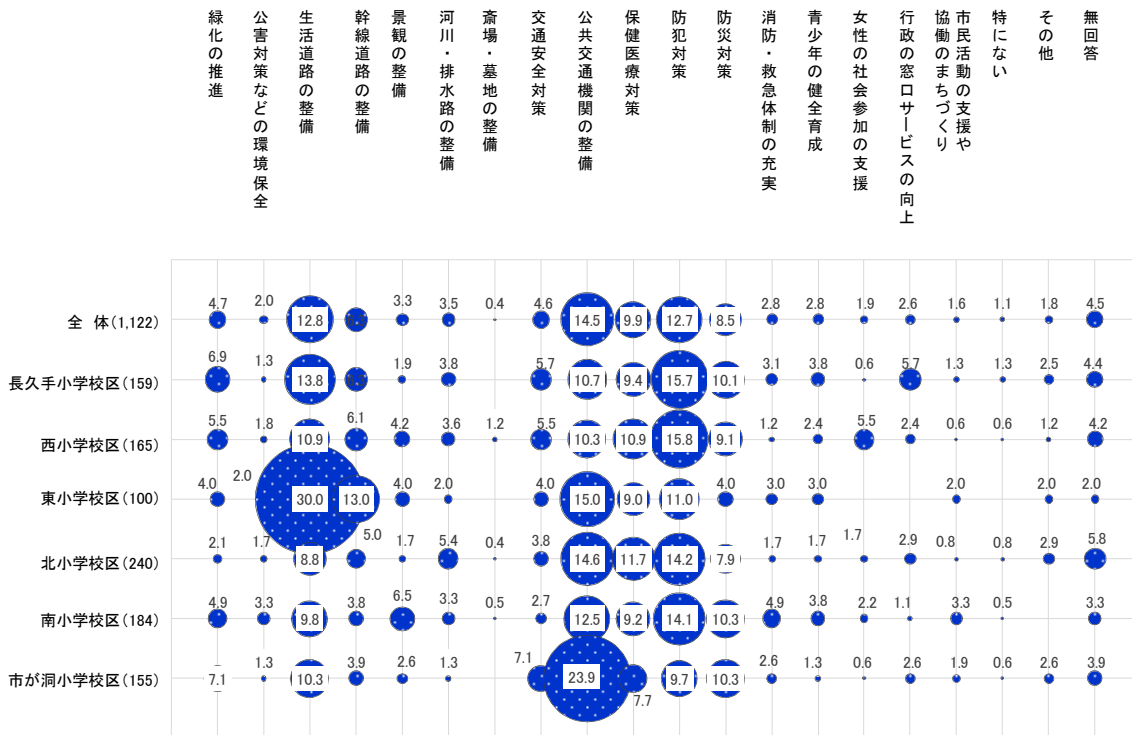 緑化の推進
公害対策などの環境保全
生活道路の整備
幹線道路の整備
景観の整備
河川・排水路の整備
斎場・墓地の整備
交通安全対策
公共交通機関の整備
保健医療対策
防犯対策
防災対策
消防・救急体制の充実
青少年の健全育成
女性の社会参加の支援
行政の窓口サービスの向上
市民活動の支援や
協働のまちづくり
特にない
その他
無回答
全 体(1,122) 4.7 2.0 12.8 3.3 3.5 0.4 4.6 14.5 9.9 12.7 8.5 2.8 2.8 1.9 2.6 1.6 1.1 1.8 4.5
長久手小学校区(159) 6.9 1.3 13.8 1.9 3.8 5.7 10.7 9.4 15.7 10.1 3.1 3.8 0.6 5.7 1.3 1.3 2.5 4.4
西小学校区(165) 5.5 1.8 10.9 6.1 4.2 3.6 1.2 5.5 10.3 10.9 15.8 9.1 1.2 2.4 5.5 2.4 0.6 0.6 1.2 4.2
東小学校区(100) 4.0 2.0 30.0 13.0 4.0 2.0 4.0 15.0 9.0 11.0 4.0 3.0 3.0 2.0 2.0 2.0
北小学校区(240) 2.1 1.7 8.8 5.0 1.7 5.4 0.4 3.8 14.6 11.7 14.2 7.9 1.7 1.7 1.7 2.9 0.8 0.8 2.9 5.8
南小学校区(184) 4.9 3.3 9.8 3.8 6.5 3.3 0.5 2.7 12.5 9.2 14.1 10.3 4.9 3.8 2.2 1.1 3.3 0.5 3.3
市が洞小学校区(155) 7.1 1.3 10.3 3.9 2.6 1.3 7.1 23.9 7.7 9.7 10.3 2.6 1.3 0.6 2.6 1.9 0.6 2.6 3.9